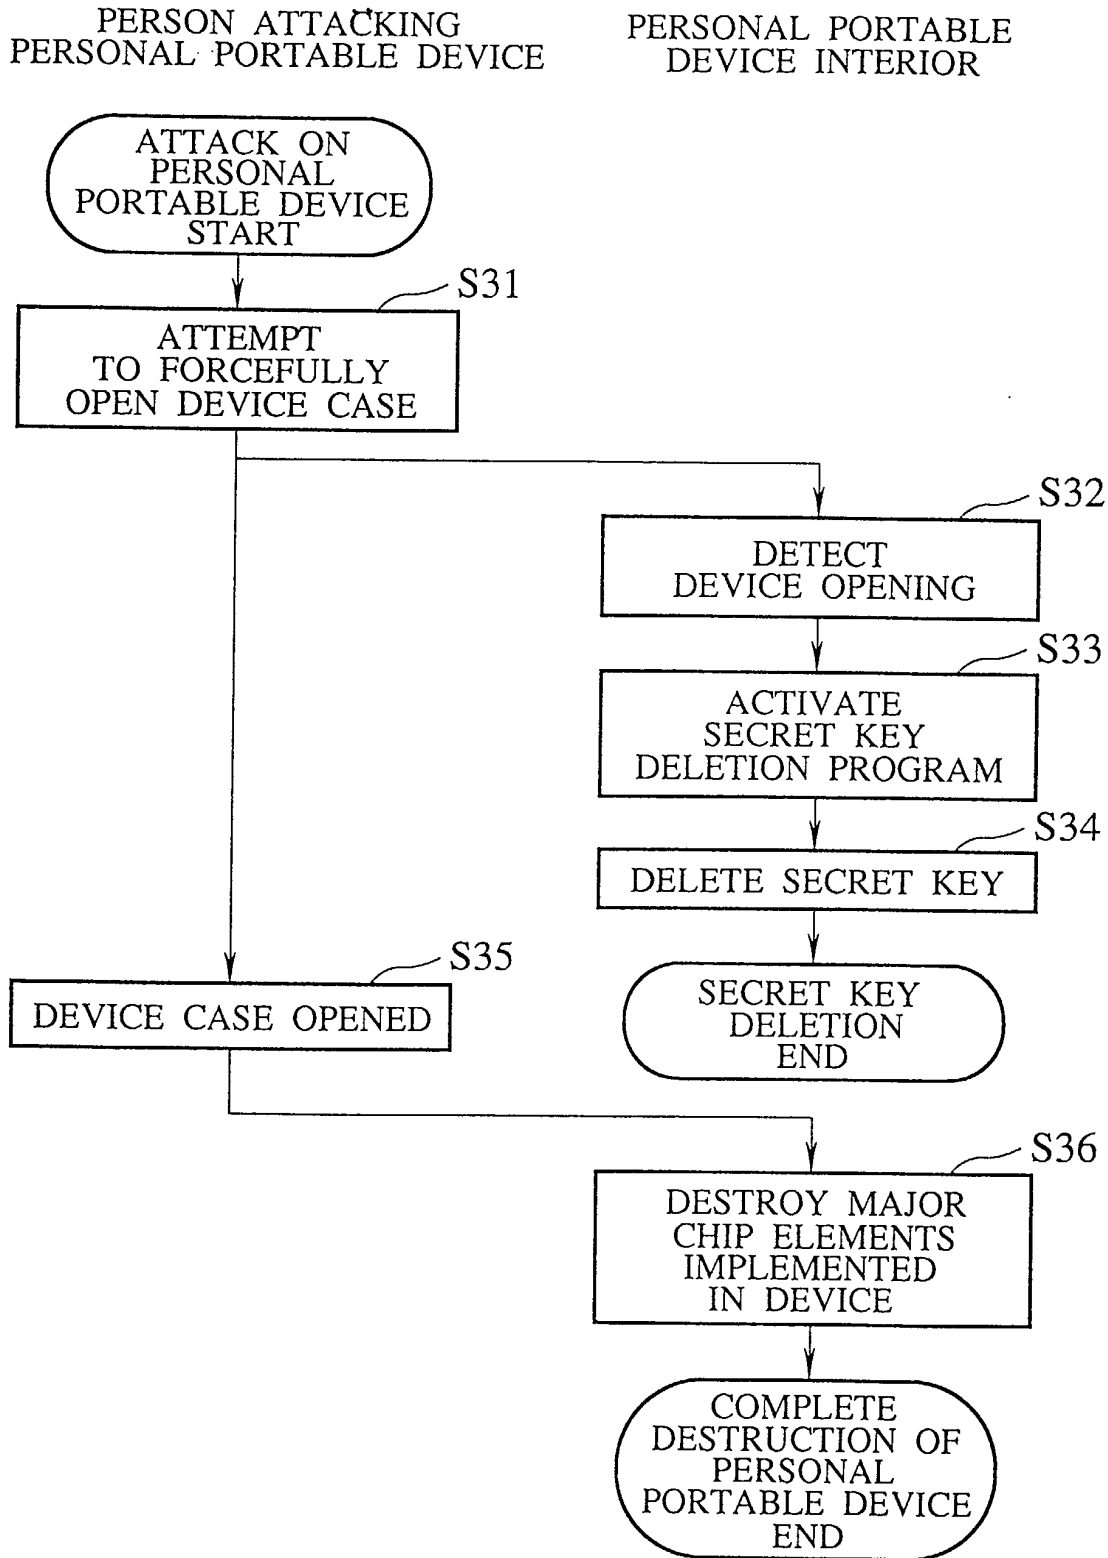 PERSON ATTACKING
PERSONAL PORTABLE DEVICE
PERSONAL PORTABLE
DEVICE INTERIOR
ATTACK ON
PERSONAL
PORTABLE DEVICE
START
S31
ATTEMPT
TO FORCEFULLY
OPEN DEVICE CASE
S32
DETECT
DEVICE OPENING
S33
ACTIVATE
SECRET KEY
DELETION PROGRAM
S34
DELETE SECRET KEY
SECRET KEY
DELETION
END
S35
DEVICE CASE OPENED
S36
DESTROY MAJOR
CHIP ELEMENTS
IMPLEMENTED
IN DEVICE
COMPLETE
DESTRUCTION OF
PERSONAL
PORTABLE DEVICE
END